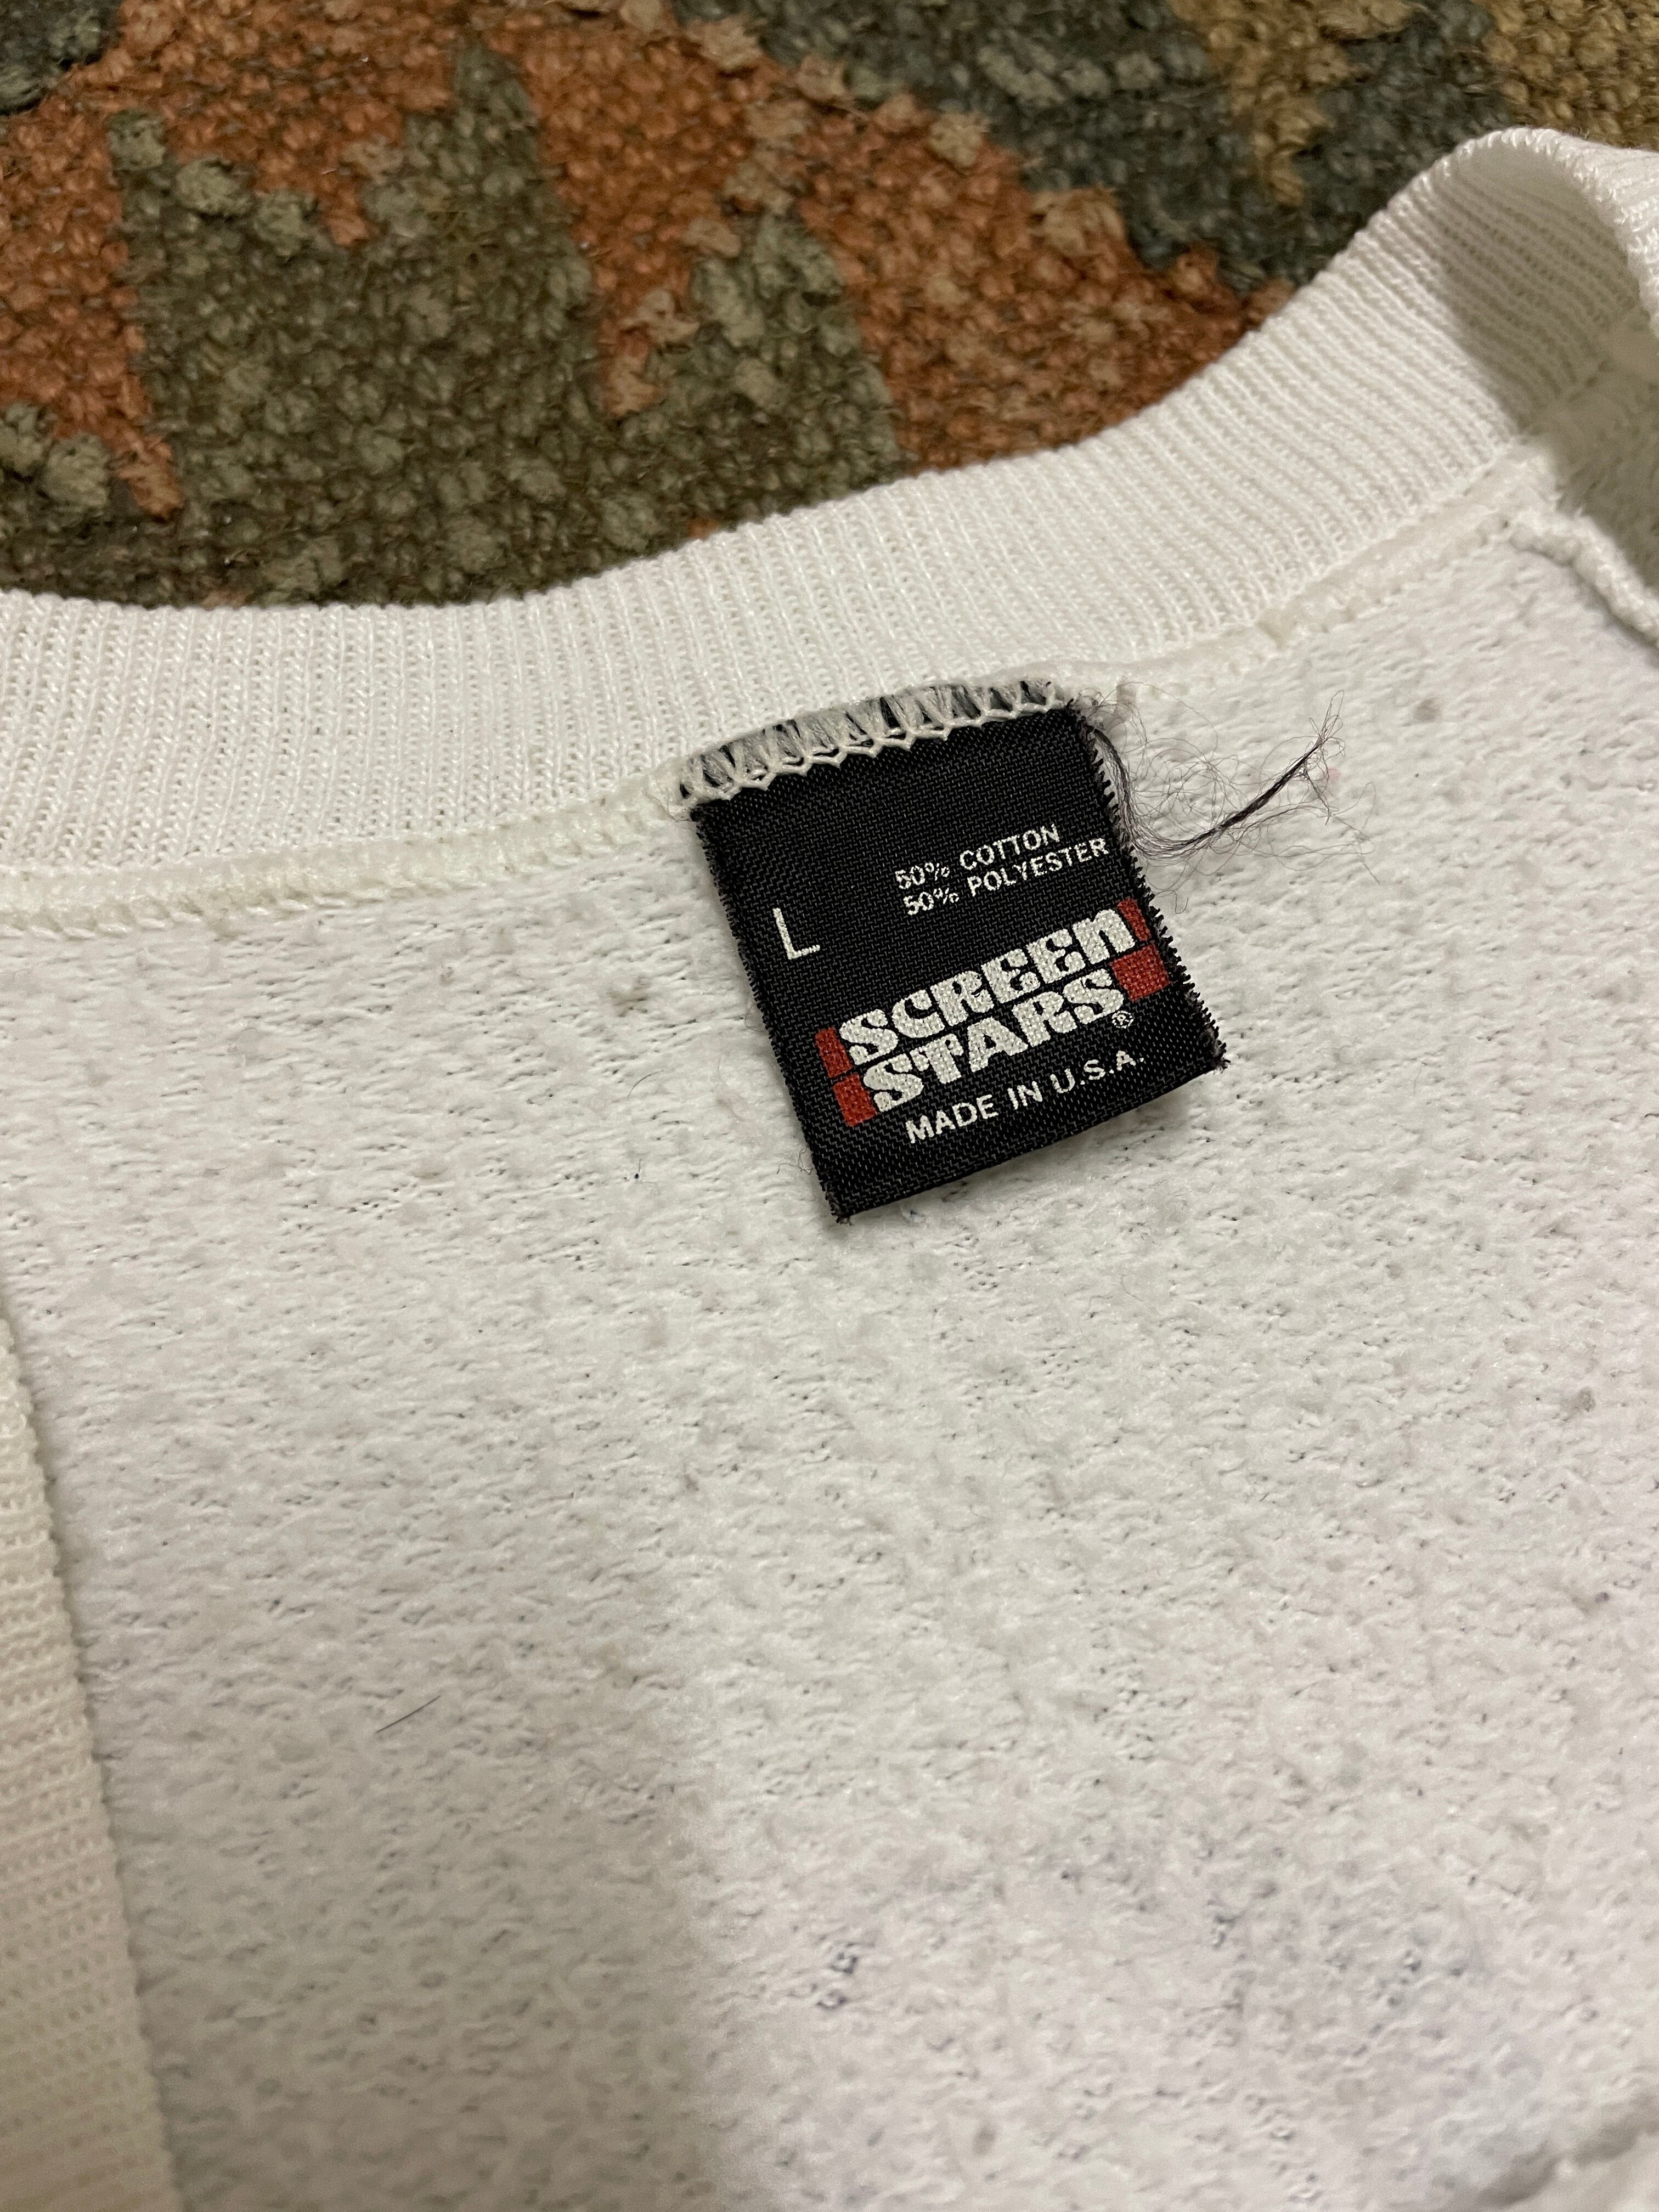 50% COTTON
50% POLYESTER
L
SCREEN
STARS®
MADE IN U.S.A.